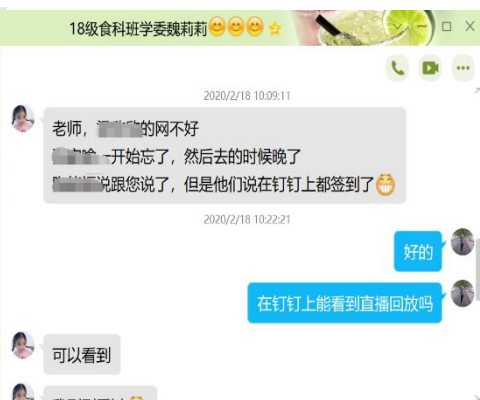 18级食科班学委魏莉莉
2020/2/18 10:09:11
老师，的网不好
一开始忘了，然后去的时候晚了
说跟您说了，但是他们说在钉钉上都签到了
2020/2/18 10:22:21
好的
在钉钉上能看到直播回放吗
可以看到